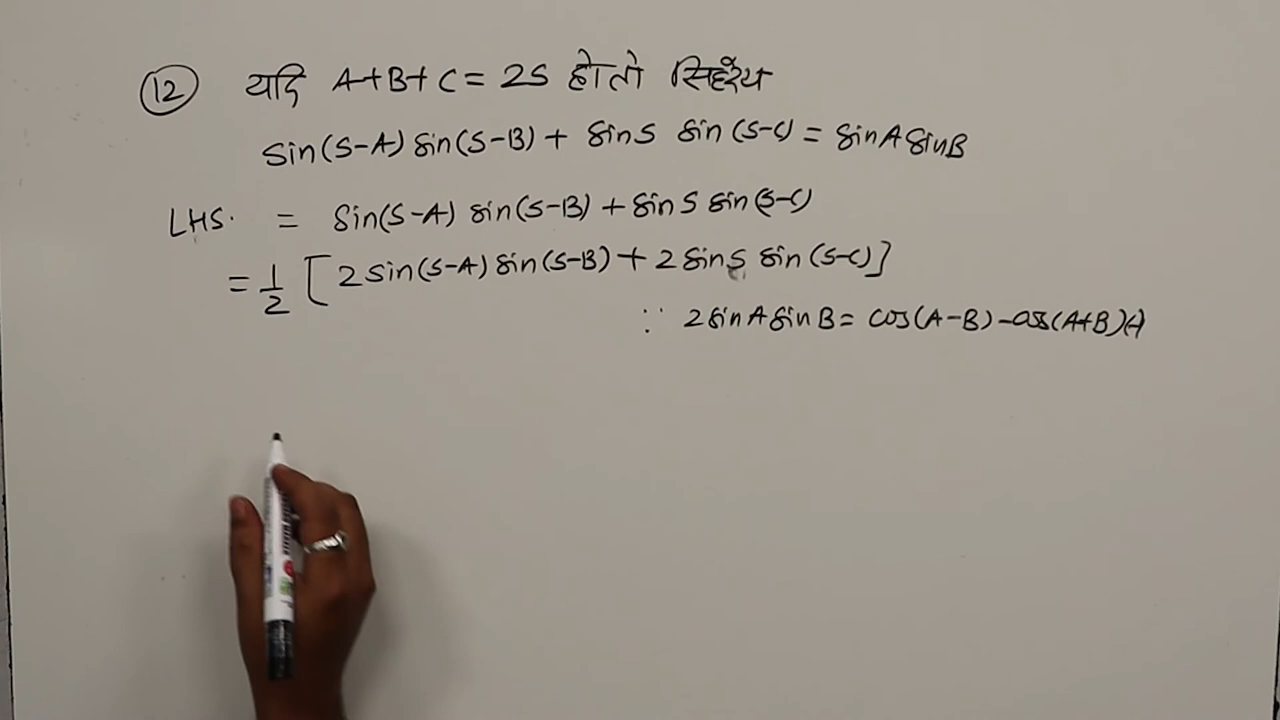 12 यदि A+B+C = 2S हो तो
Sin(S-A) sin(S-B) + sin S sin (S-C) = sin A sin B
LHS. = Sin(S-A) sin(S-B) + sin S sin (S-C)
= 1/2 [2 sin(S-A) sin(S-B) + 2 sin S sin (S-C)]
∵ 2 sin A sin B = cos(A-B) - cos(A+B)